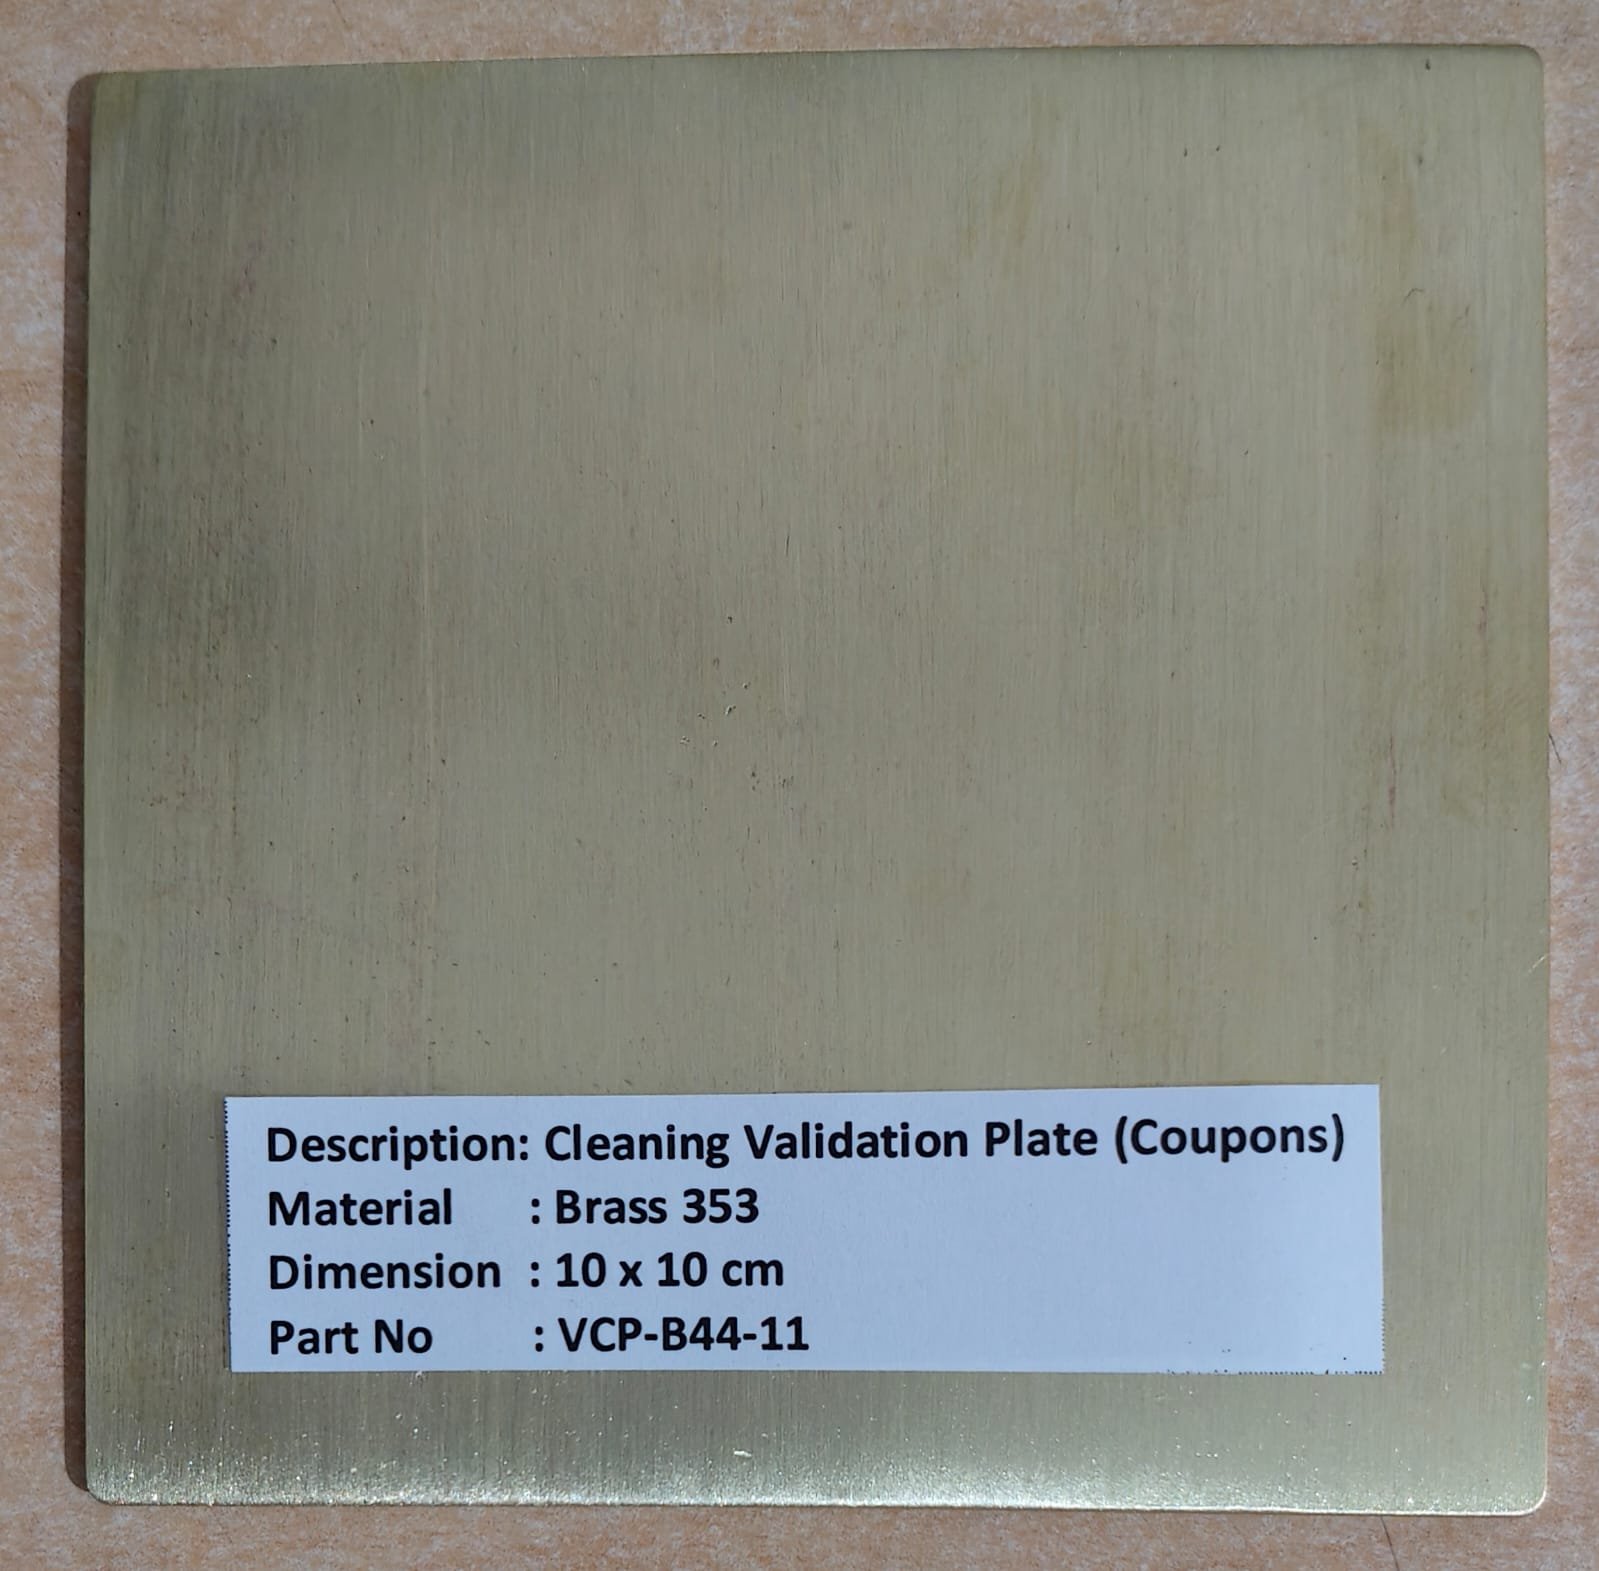 Description: Cleaning Validation Plate (Coupons)
Material : Brass 353
Dimension : 10 x 10 cm
Part No : VCP-B44-11